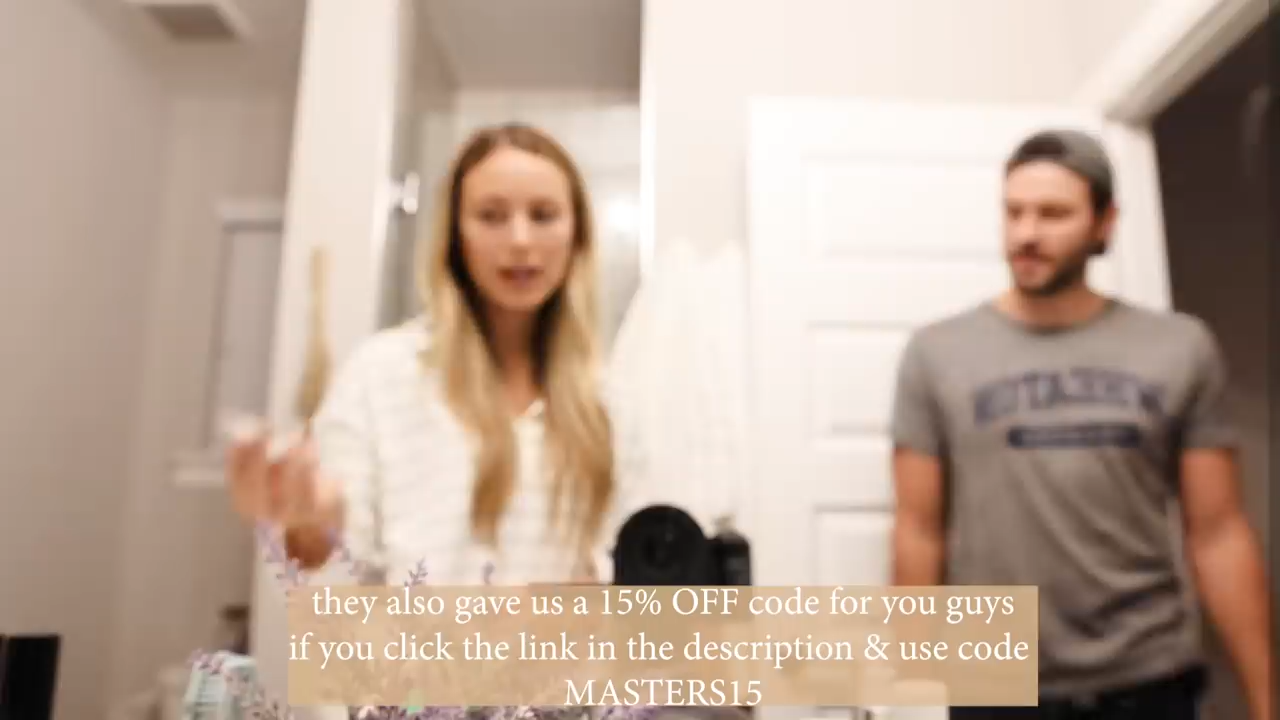 they also gave us a 15% OFF code for you guys
if you click the link in the description & use code
MASTERS15